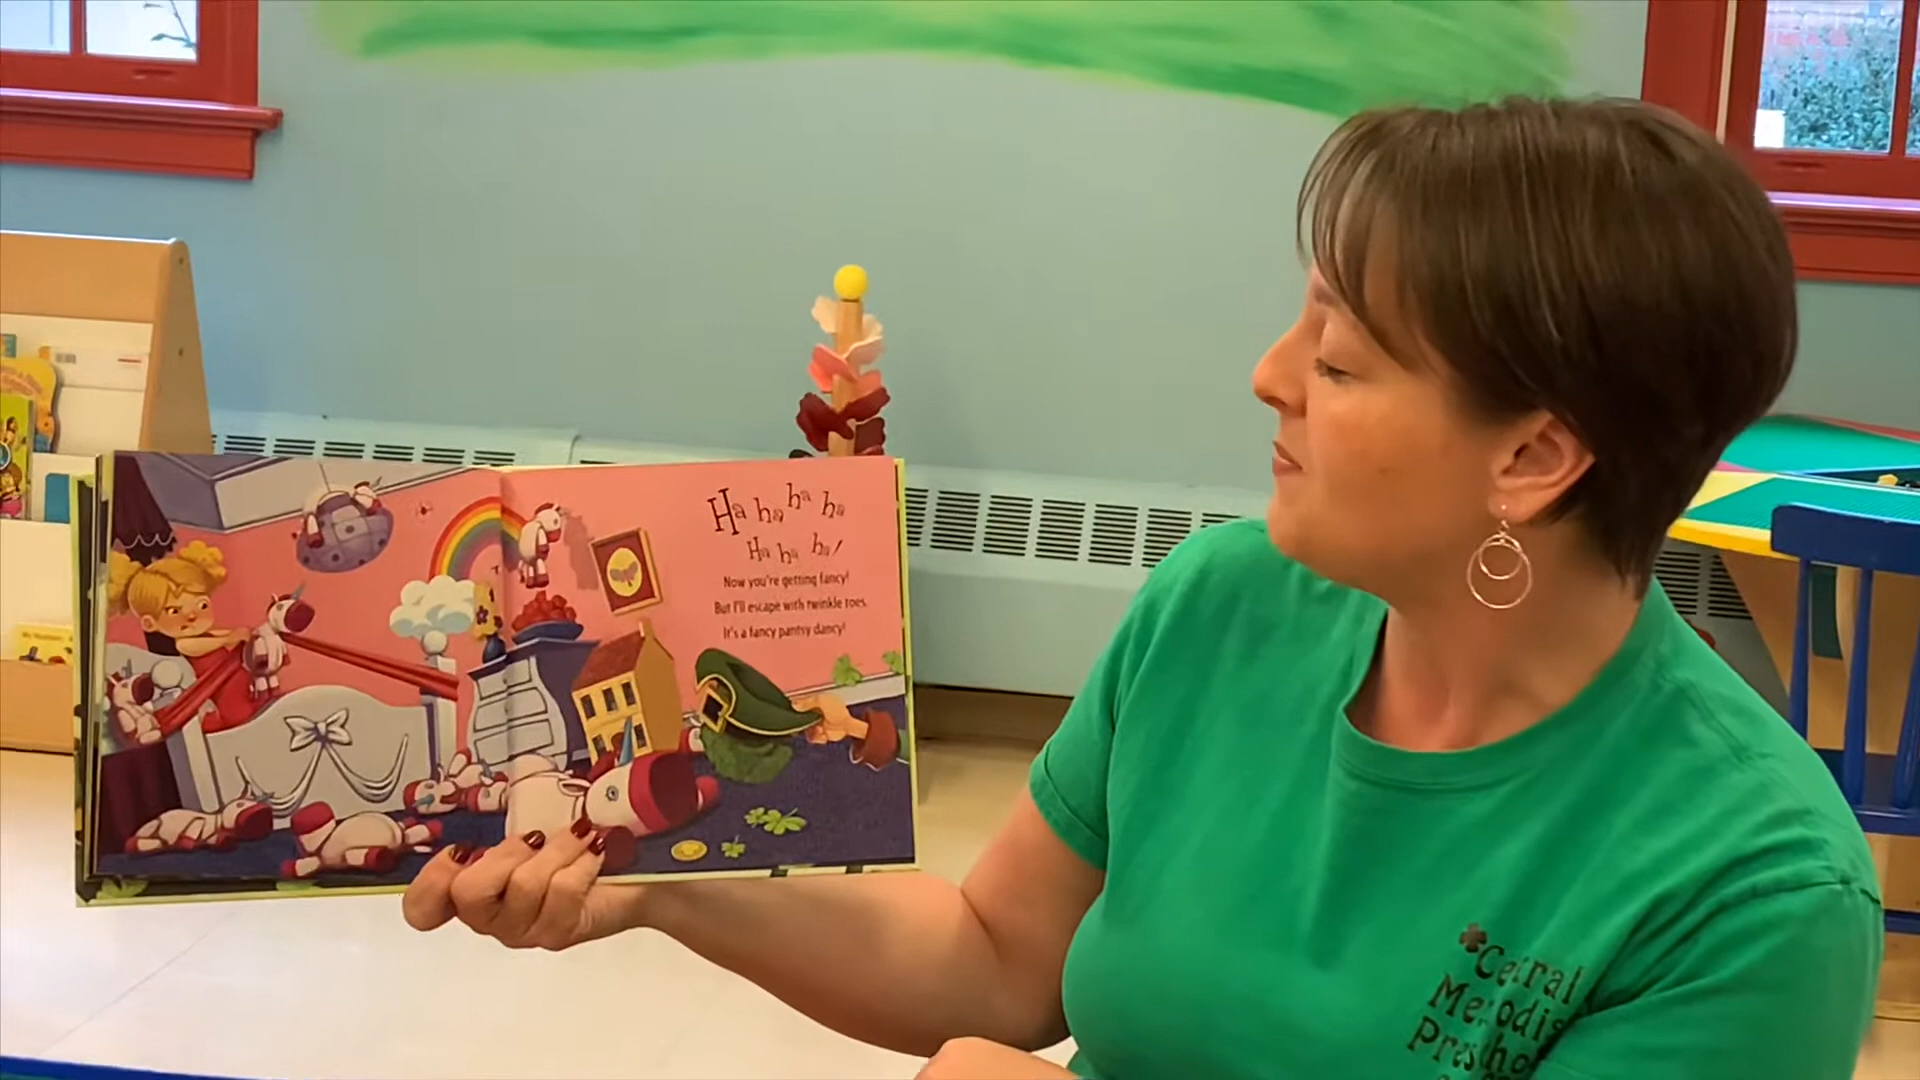 Ha ha ha ha
Ha ha ha!
Now you're getting fancy!
But I'll escape with twinkle toes.
It's a fancy pantsy dancy!
Central
Methodist
Preschool